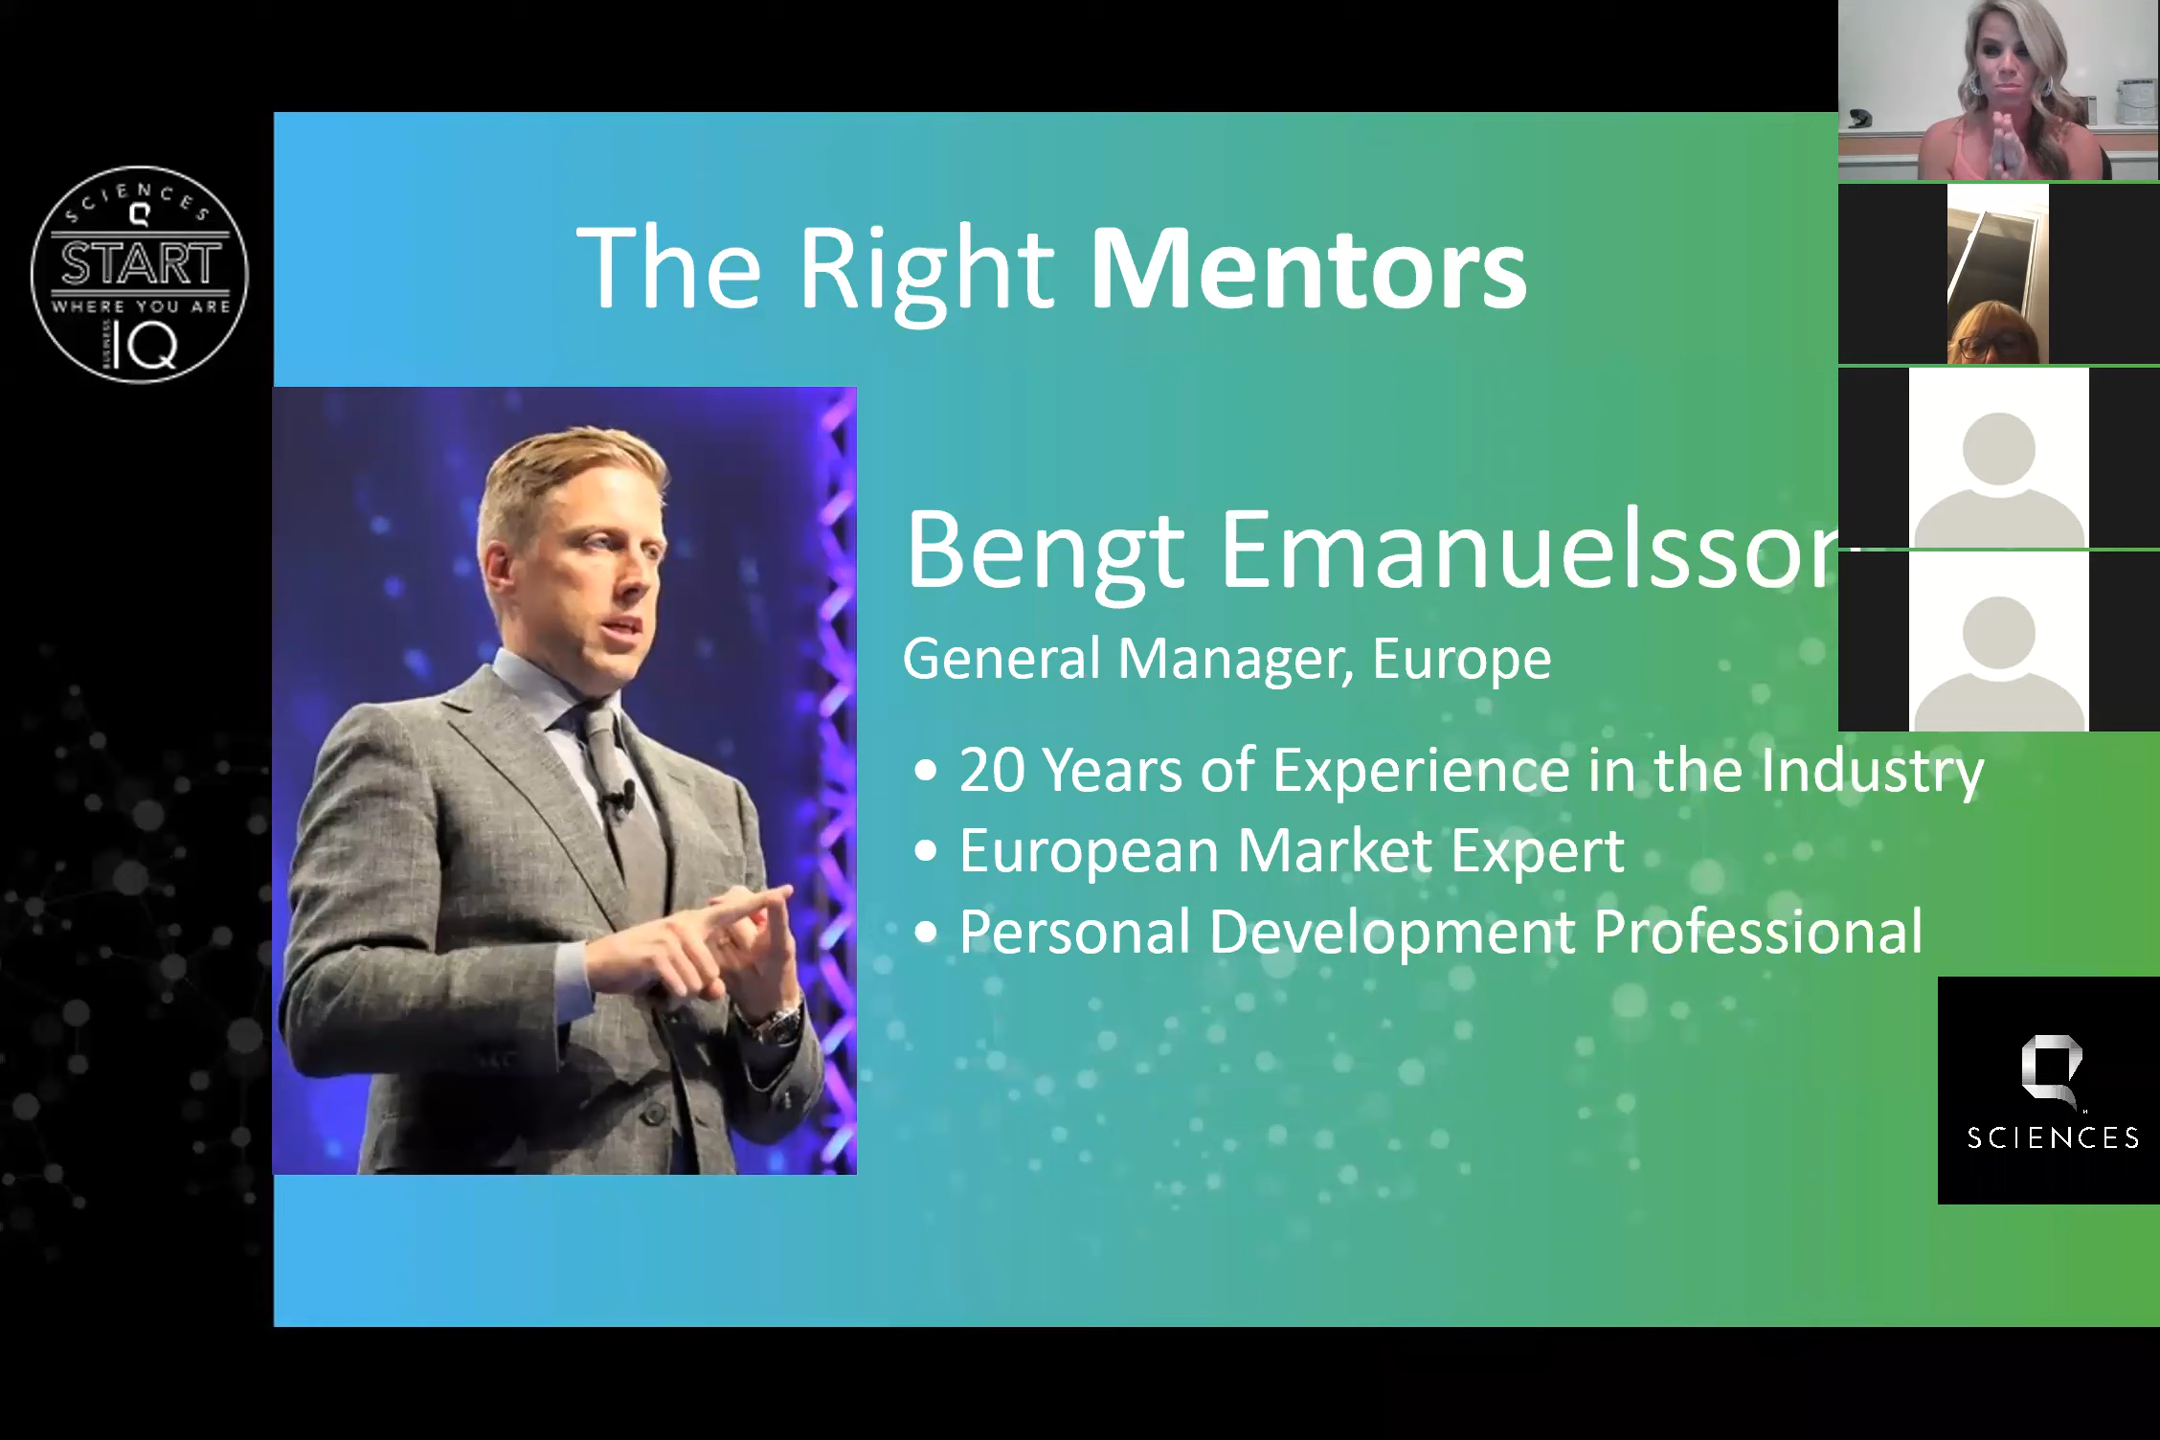 SCIENCES
Q
START
WHERE YOU ARE
BUSINESS IQ
The Right Mentors
Bengt Emanuelsson
General Manager, Europe
• 20 Years of Experience in the Industry
• European Market Expert
• Personal Development Professional
Q
SCIENCES